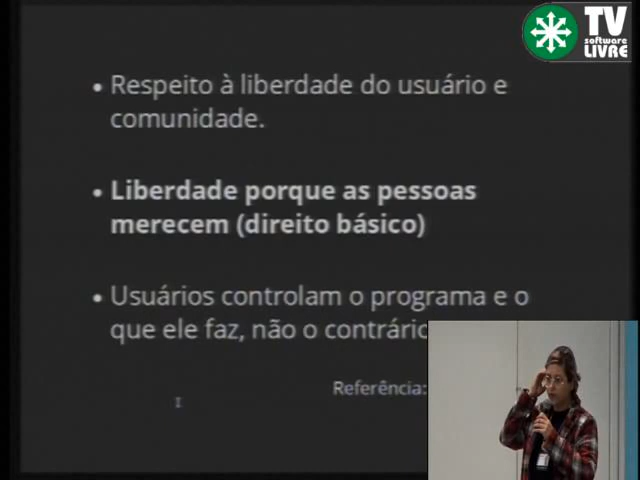 TV
software
LIVRE
• Respeito à liberdade do usuário e
comunidade.
• Liberdade porque as pessoas
merecem (direito básico)
• Usuários controlam o programa e o
que ele faz, não o contrário
Referência: